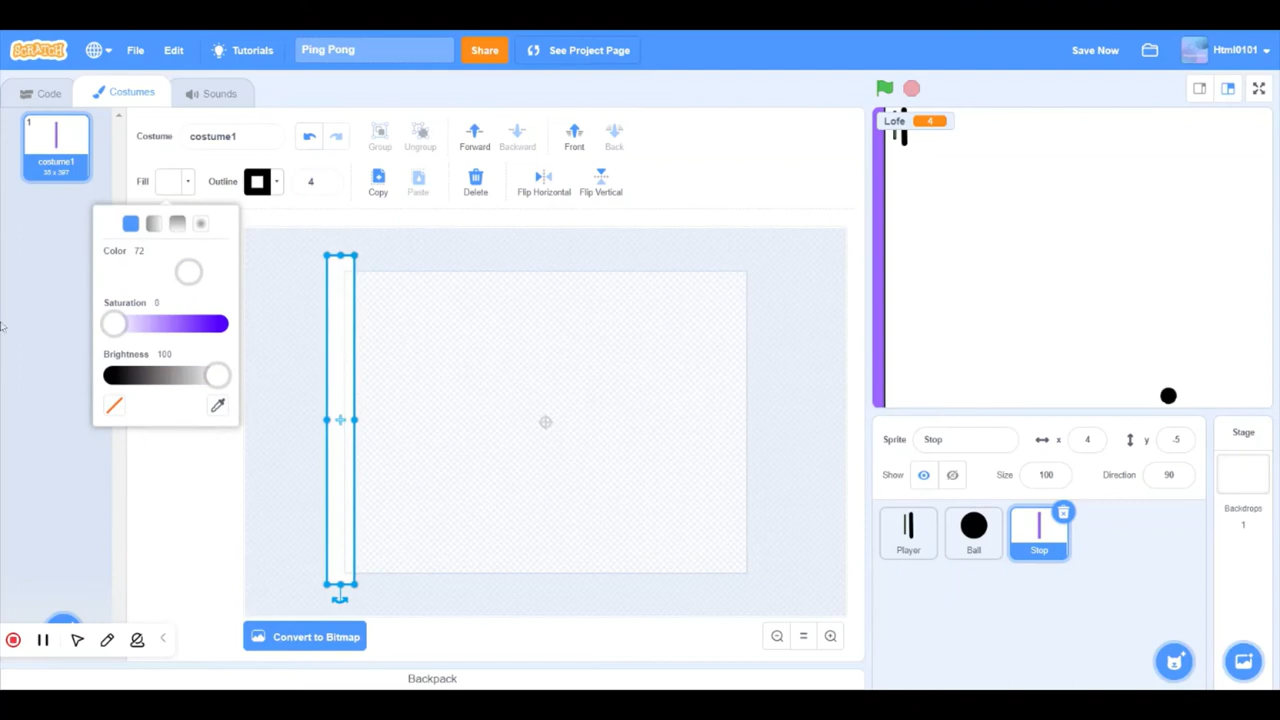 SCRATCH File Edit Tutorials Ping Pong Share See Project Page Save Now Html0101
Code Costumes Sounds
1
costume1
35 x 397
Costume costume1 Group Ungroup Forward Backward Front Back
Fill Outline 4 Copy Paste Delete Flip Horizontal Flip Vertical
Color 72
Saturation 0
Brightness 100
Convert to Bitmap
Backpack
Lofe 4
Sprite Stop x 4 y -5
Show Size 100 Direction 90
Player Ball Stop
Stage
Backdrops
1